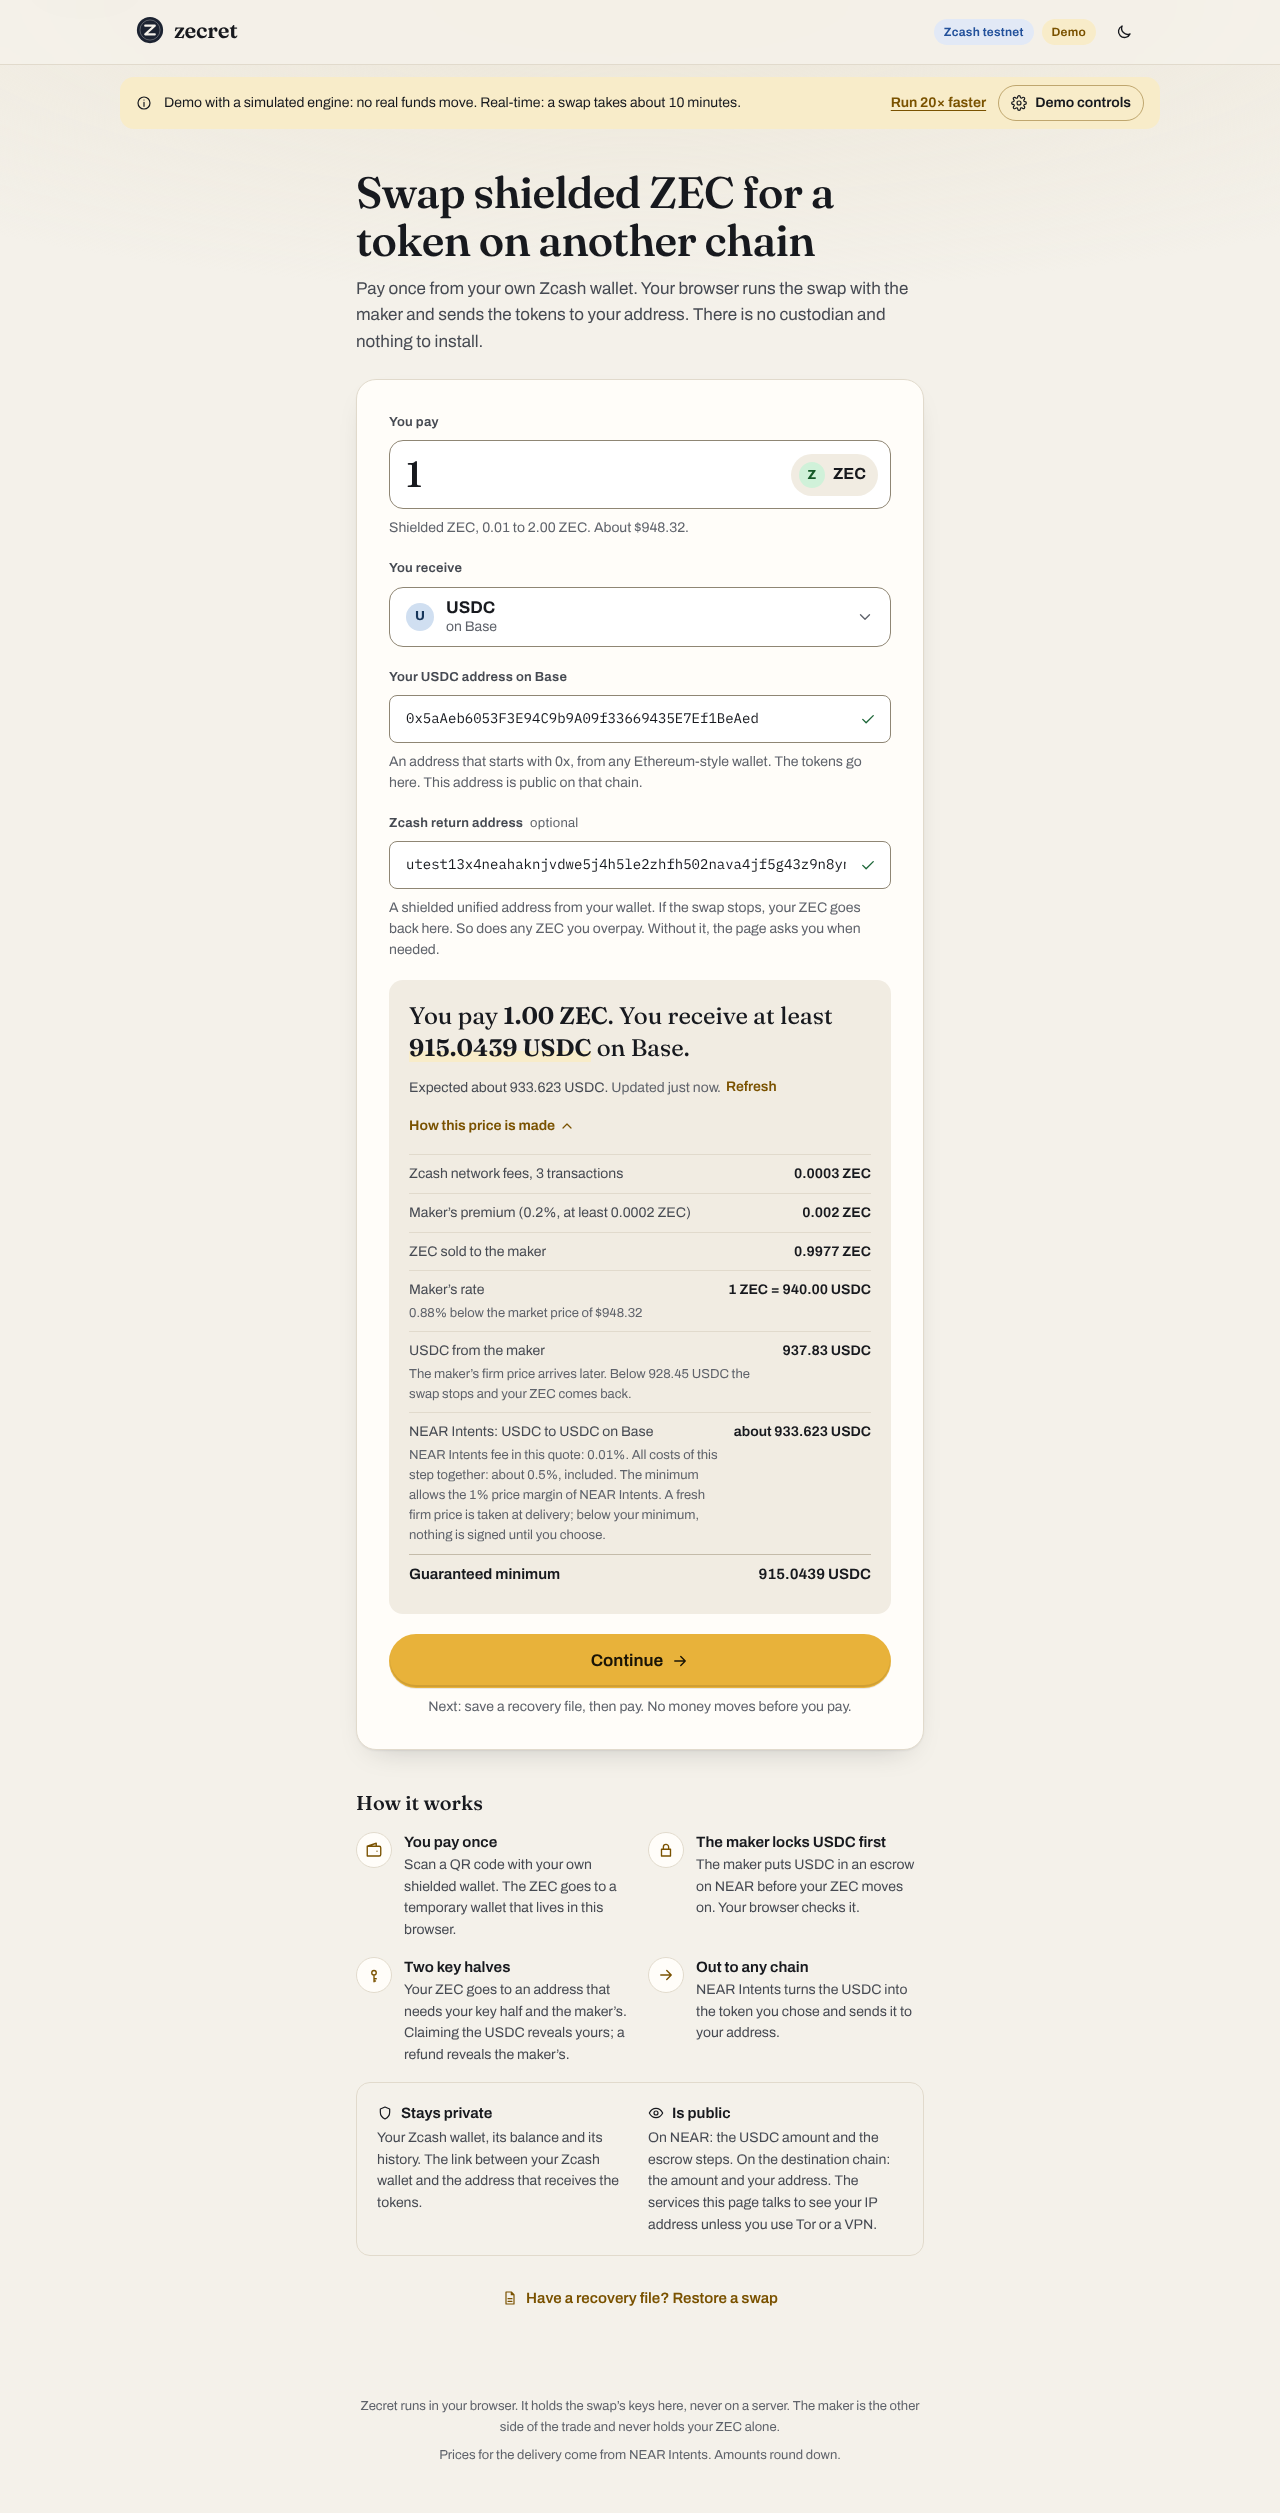 zecret
Zcash testnet
Demo
Demo with a simulated engine: no real funds move. Real-time: a swap takes about 10 minutes.
Run 20× faster
Demo controls
Swap shielded ZEC for a
token on another chain
Pay once from your own Zcash wallet. Your browser runs the swap with the
maker and sends the tokens to your address. There is no custodian and
nothing to install.
You pay
1
Z ZEC
Shielded ZEC, 0.01 to 2.00 ZEC. About $948.32.
You receive
U
USDC
on Base
Your USDC address on Base
0x5aAeb6053F3E94C9b9A09f33669435E7Ef1BeAed
An address that starts with 0x, from any Ethereum-style wallet. The tokens go
here. This address is public on that chain.
Zcash return address optional
utest13x4neahaknjvdwe5j4h5le2zhfh502nava4jf5g43z9n8y
A shielded unified address from your wallet. If the swap stops, your ZEC goes
back here. So does any ZEC you overpay. Without it, the page asks you when
needed.
You pay 1.00 ZEC. You receive at least
915.0439 USDC on Base.
Expected about 933.623 USDC. Updated just now. Refresh
How this price is made
Zcash network fees, 3 transactions 0.0003 ZEC
Maker’s premium (0.2%, at least 0.0002 ZEC) 0.002 ZEC
ZEC sold to the maker 0.9977 ZEC
Maker’s rate 1 ZEC = 940.00 USDC
0.88% below the market price of $948.32
USDC from the maker 937.83 USDC
The maker’s firm price arrives later. Below 928.45 USDC the
swap stops and your ZEC comes back.
NEAR Intents: USDC to USDC on Base about 933.623 USDC
NEAR Intents fee in this quote: 0.01%. All costs of this
step together: about 0.5%, included. The minimum
allows the 1% price margin of NEAR Intents. A fresh
firm price is taken at delivery; below your minimum,
nothing is signed until you choose.
Guaranteed minimum 915.0439 USDC
Continue
Next: save a recovery file, then pay. No money moves before you pay.
How it works
You pay once
Scan a QR code with your own
shielded wallet. The ZEC goes to a
temporary wallet that lives in this
browser.
The maker locks USDC first
The maker puts USDC in an escrow
on NEAR before your ZEC moves
on. Your browser checks it.
Two key halves
Your ZEC goes to an address that
needs your key half and the maker’s.
Claiming the USDC reveals yours; a
refund reveals the maker’s.
Out to any chain
NEAR Intents turns the USDC into
the token you chose and sends it to
your address.
Stays private
Your Zcash wallet, its balance and its
history. The link between your Zcash
wallet and the address that receives the
tokens.
Is public
On NEAR: the USDC amount and the
escrow steps. On the destination chain:
the amount and your address. The
services this page talks to see your IP
address unless you use Tor or a VPN.
Have a recovery file? Restore a swap
Zecret runs in your browser. It holds the swap’s keys here, never on a server. The maker is the other
side of the trade and never holds your ZEC alone.
Prices for the delivery come from NEAR Intents. Amounts round down.